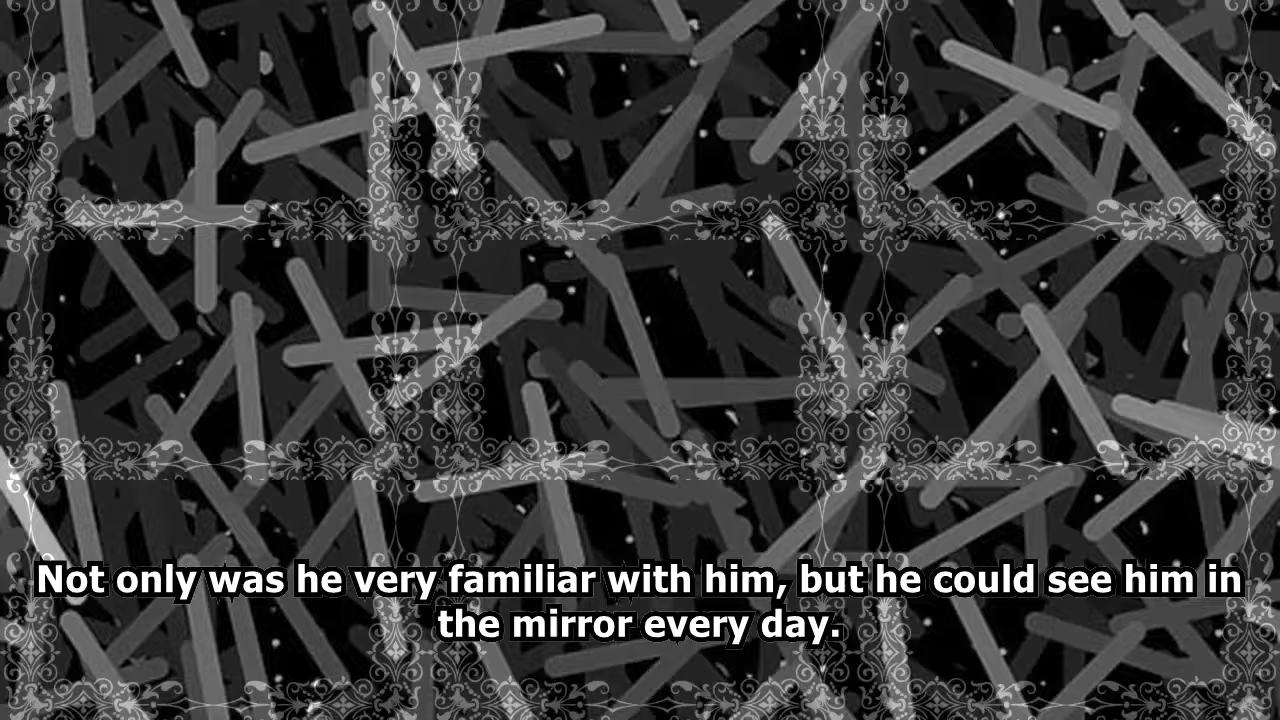 Not only was he very familiar with him, but he could see him in
the mirror every day.